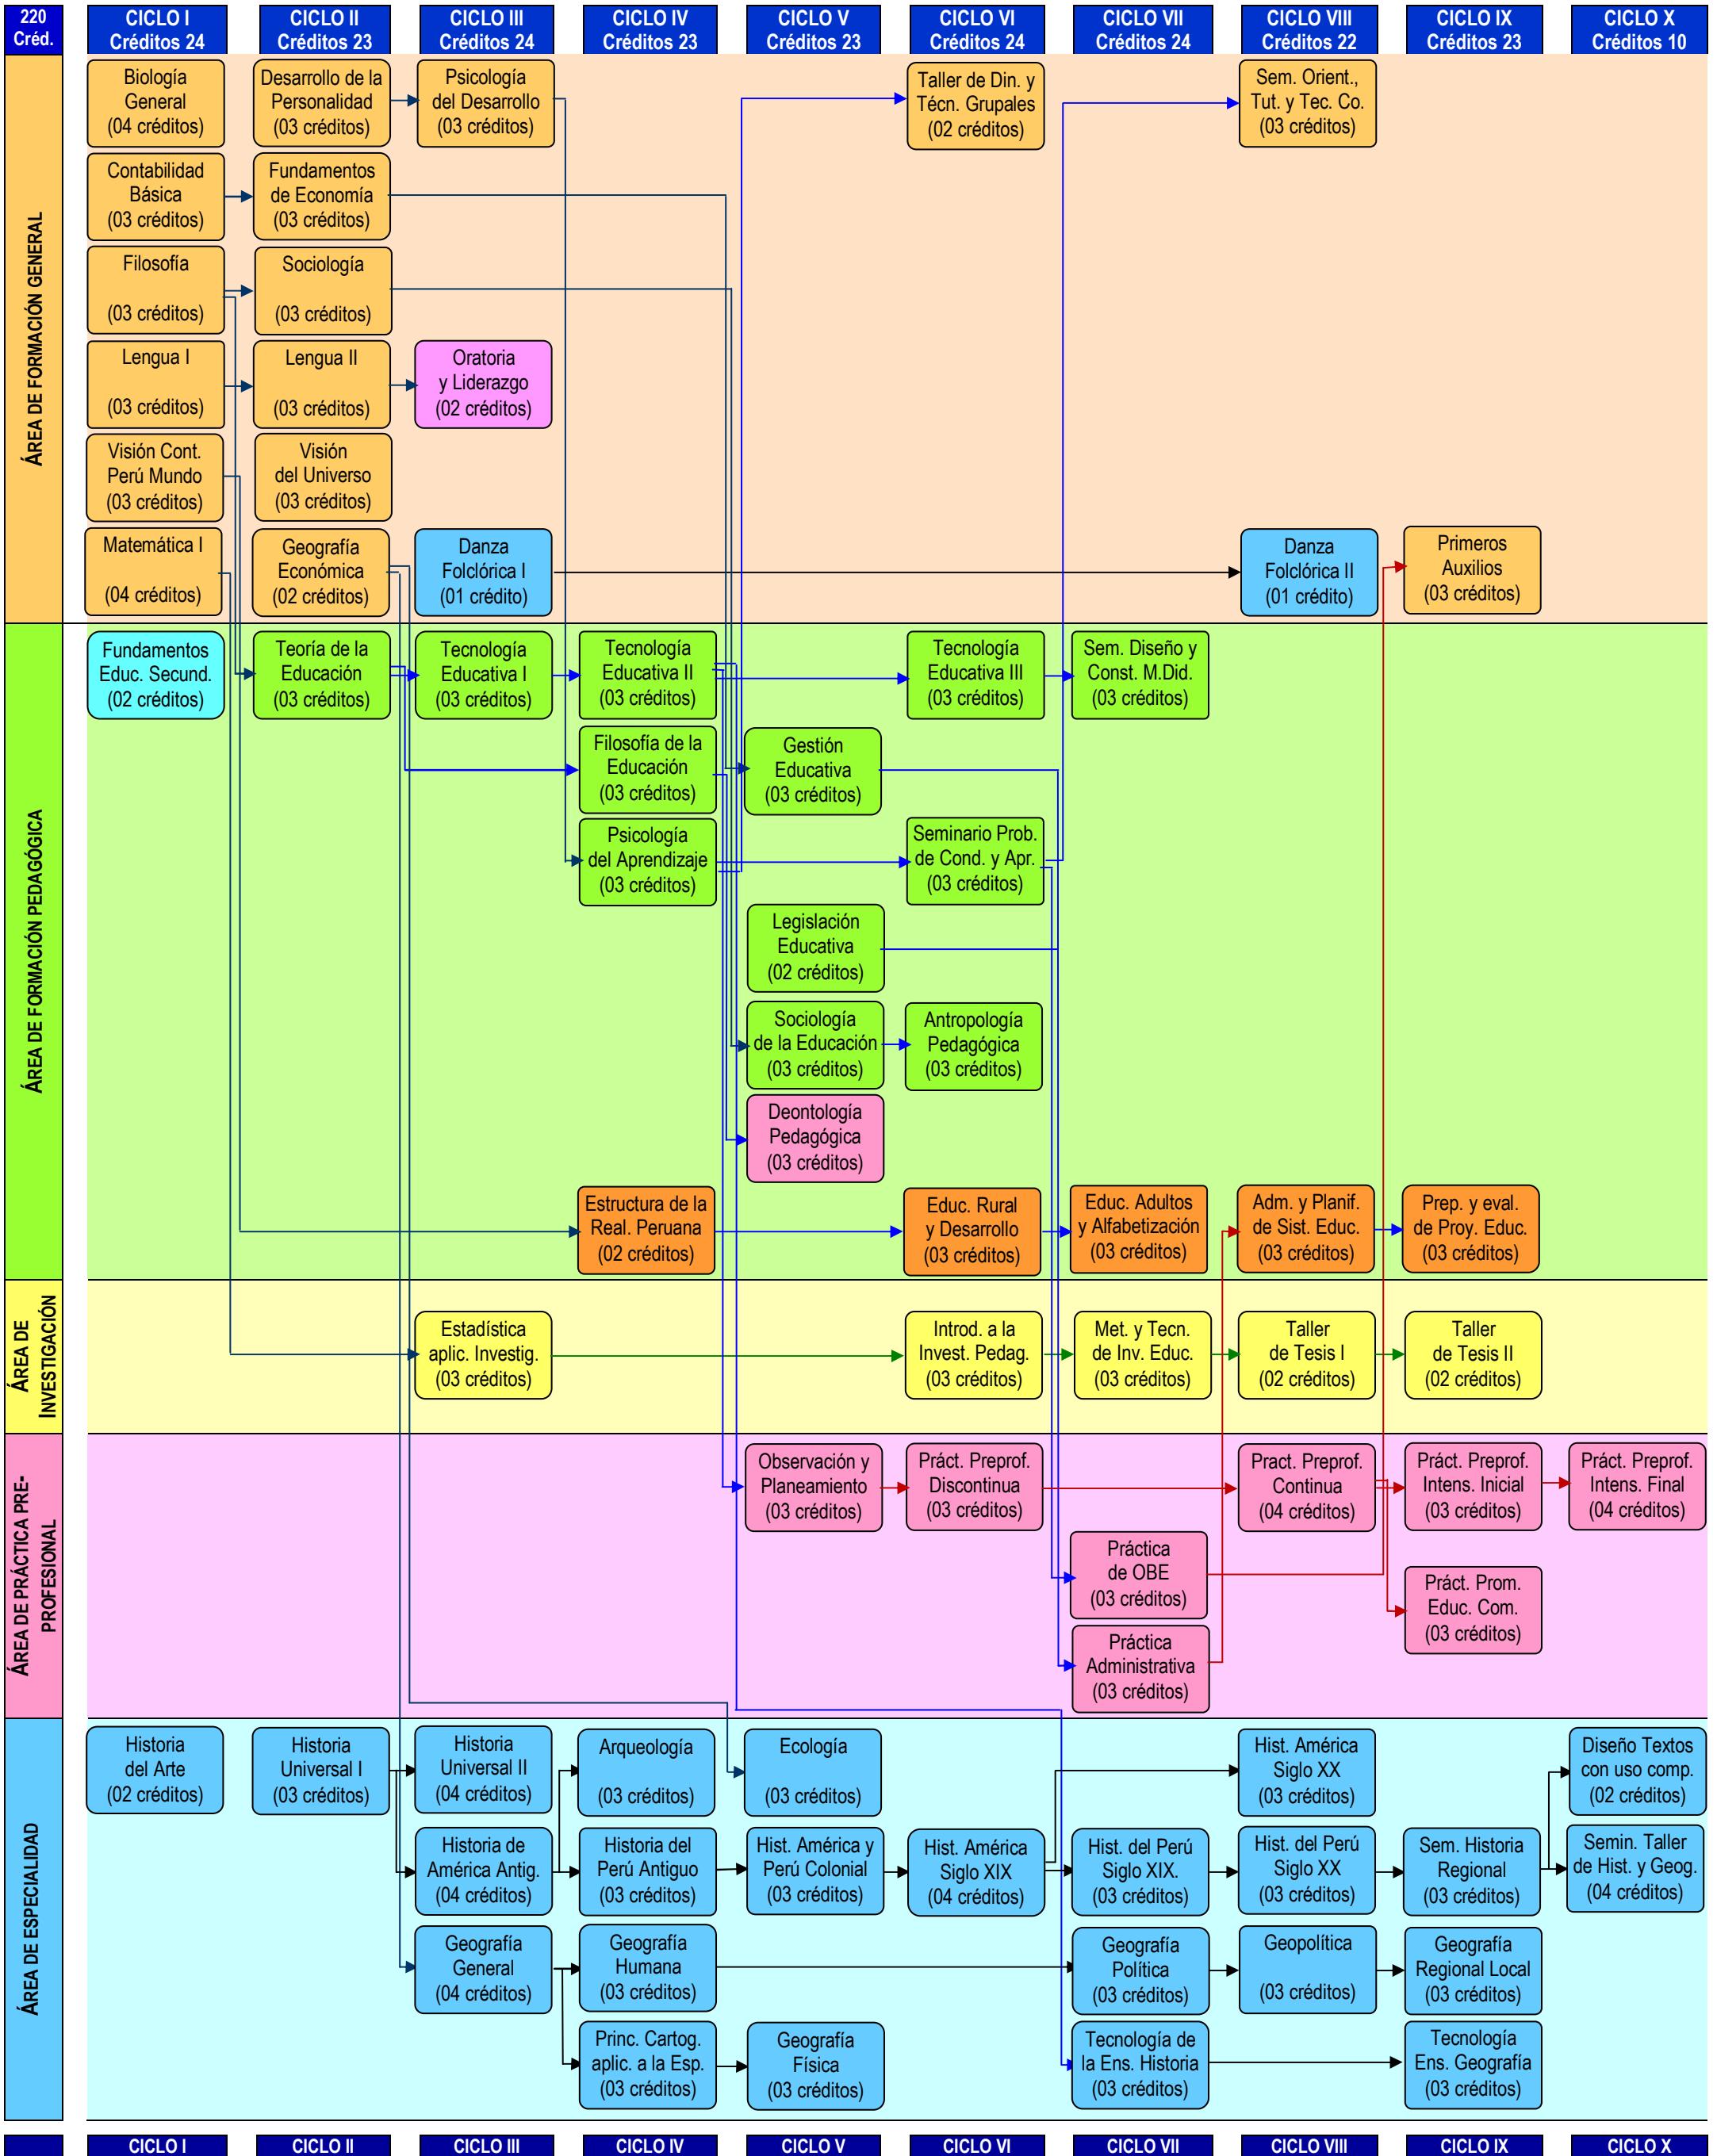 220
Créd.
CICLO I
Créditos 24
CICLO II
Créditos 23
CICLO III
Créditos 24
CICLO IV
Créditos 23
CICLO V
Créditos 23
CICLO VI
Créditos 24
CICLO VII
Créditos 24
CICLO VIII
Créditos 22
CICLO IX
Créditos 23
CICLO X
Créditos 10
ÁREA DE FORMACIÓN GENERAL
Biología
General
(04 créditos)
Desarrollo de la
Personalidad
(03 créditos)
Psicología
del Desarrollo
(03 créditos)
Taller de Din. y
Técn. Grupales
(02 créditos)
Sem. Orient.,
Tut. y Tec. Co.
(03 créditos)
Contabilidad
Básica
(03 créditos)
Fundamentos
de Economía
(03 créditos)
Filosofía
(03 créditos)
Sociología
(03 créditos)
Lengua I
(03 créditos)
Lengua II
(03 créditos)
Oratoria
y Liderazgo
(02 créditos)
Visión Cont.
Perú Mundo
(03 créditos)
Visión
del Universo
(03 créditos)
Matemática I
(04 créditos)
Geografía
Económica
(02 créditos)
Danza
Folclórica I
(01 crédito)
Danza
Folclórica II
(01 crédito)
Primeros
Auxilios
(03 créditos)
ÁREA DE FORMACIÓN PEDAGÓGICA
Fundamentos
Educ. Secund.
(02 créditos)
Teoría de la
Educación
(03 créditos)
Tecnología
Educativa I
(03 créditos)
Tecnología
Educativa II
(03 créditos)
Tecnología
Educativa III
(03 créditos)
Sem. Diseño y
Const. M.Did.
(03 créditos)
Filosofía de la
Educación
(03 créditos)
Gestión
Educativa
(03 créditos)
Psicología
del Aprendizaje
(03 créditos)
Seminario Prob.
de Cond. y Apr.
(03 créditos)
Legislación
Educativa
(02 créditos)
Sociología
de la Educación
(03 créditos)
Antropología
Pedagógica
(03 créditos)
Deontología
Pedagógica
(03 créditos)
Estructura de la
Real. Peruana
(02 créditos)
Educ. Rural
y Desarrollo
(03 créditos)
Educ. Adultos
y Alfabetización
(03 créditos)
Adm. y Planif.
de Sist. Educ.
(03 créditos)
Prep. y eval.
de Proy. Educ.
(03 créditos)
ÁREA DE
INVESTIGACIÓN
Estadística
aplic. Investig.
(03 créditos)
Introd. a la
Invest. Pedag.
(03 créditos)
Met. y Tecn.
de Inv. Educ.
(03 créditos)
Taller
de Tesis I
(02 créditos)
Taller
de Tesis II
(02 créditos)
ÁREA DE PRÁCTICA PRE-
PROFESIONAL
Observación y
Planeamiento
(03 créditos)
Práct. Preprof.
Discontinua
(03 créditos)
Pract. Preprof.
Continua
(04 créditos)
Práct. Preprof.
Intens. Inicial
(03 créditos)
Práct. Preprof.
Intens. Final
(04 créditos)
Práctica
de OBE
(03 créditos)
Práct. Prom.
Educ. Com.
(03 créditos)
Práctica
Administrativa
(03 créditos)
ÁREA DE ESPECIALIDAD
Historia
del Arte
(02 créditos)
Historia
Universal I
(03 créditos)
Historia
Universal II
(04 créditos)
Arqueología
(03 créditos)
Ecología
(03 créditos)
Hist. América
Siglo XX
(03 créditos)
Diseño Textos
con uso comp.
(02 créditos)
Historia de
América Antig.
(04 créditos)
Historia del
Perú Antiguo
(03 créditos)
Hist. América y
Perú Colonial
(03 créditos)
Hist. América
Siglo XIX
(04 créditos)
Hist. del Perú
Siglo XIX.
(03 créditos)
Hist. del Perú
Siglo XX
(03 créditos)
Sem. Historia
Regional
(03 créditos)
Semin. Taller
de Hist. y Geog.
(04 créditos)
Geografía
General
(04 créditos)
Geografía
Humana
(03 créditos)
Geografía
Política
(03 créditos)
Geopolítica
(03 créditos)
Geografía
Regional Local
(03 créditos)
Princ. Cartog.
aplic. a la Esp.
(03 créditos)
Geografía
Física
(03 créditos)
Tecnología de
la Ens. Historia
(03 créditos)
Tecnología
Ens. Geografía
(03 créditos)
CICLO I
CICLO II
CICLO III
CICLO IV
CICLO V
CICLO VI
CICLO VII
CICLO VIII
CICLO IX
CICLO X